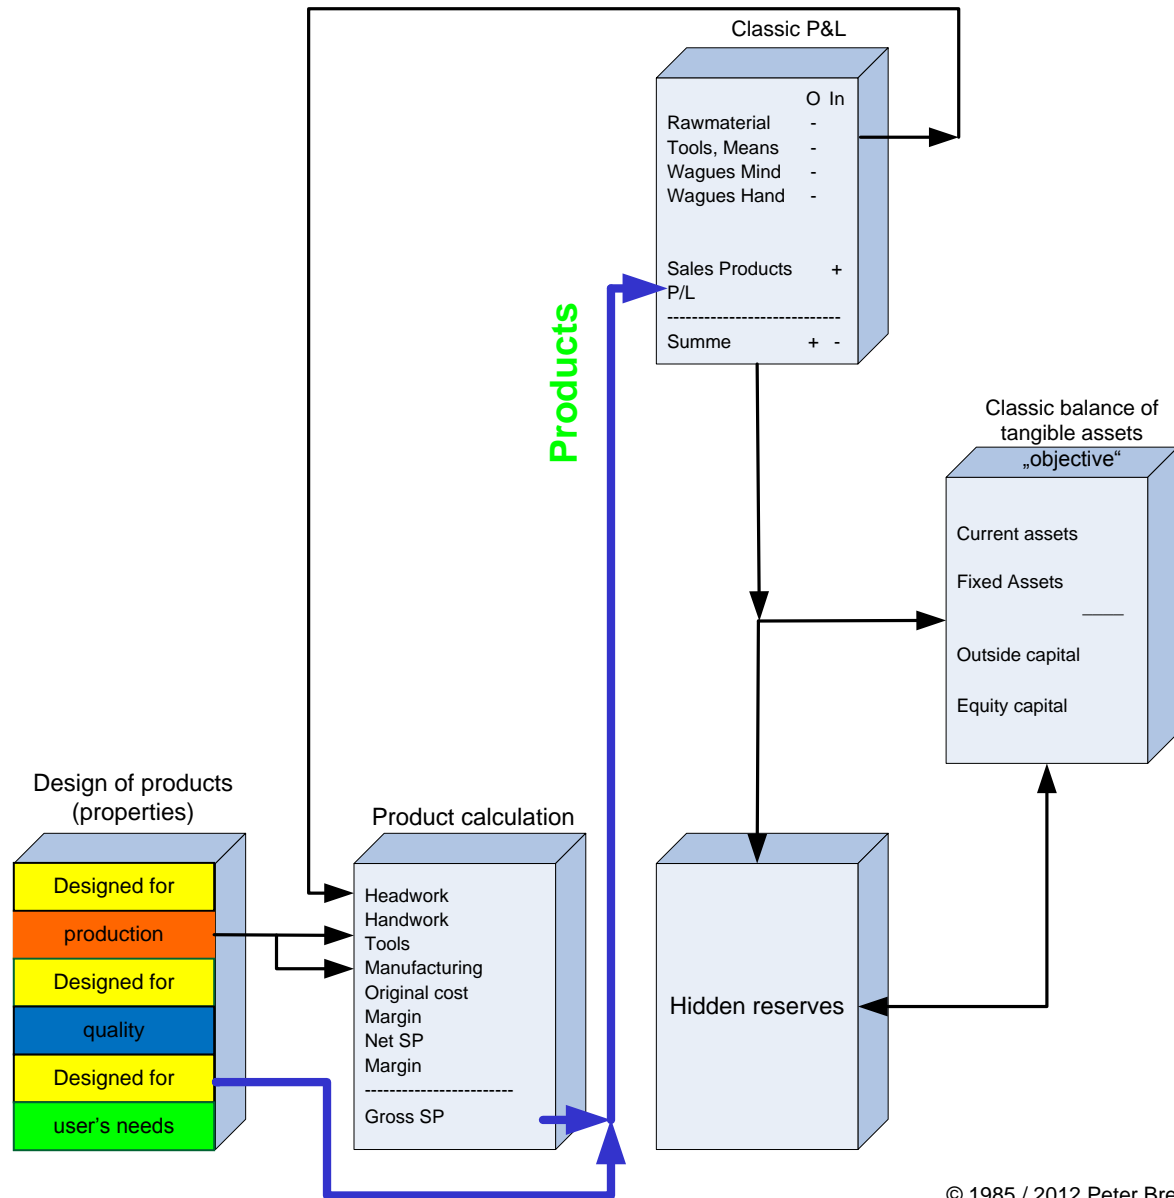 Classic P&L
O In
Rawmaterial -
Tools, Means -
Wagues Mind -
Wagues Hand -
Sales Products +
P/L
----------------------------
Summe + -
Products
Classic balance of
tangible assets
„objective“
Current assets
Fixed Assets
Outside capital
Equity capital
Design of products
(properties)
Designed for
production
Designed for
quality
Designed for
user's needs
Product calculation
Headwork
Handwork
Tools
Manufacturing
Original cost
Margin
Net SP
Margin
------------------------
Gross SP
Hidden reserves
© 1985 / 2012 Peter Bre